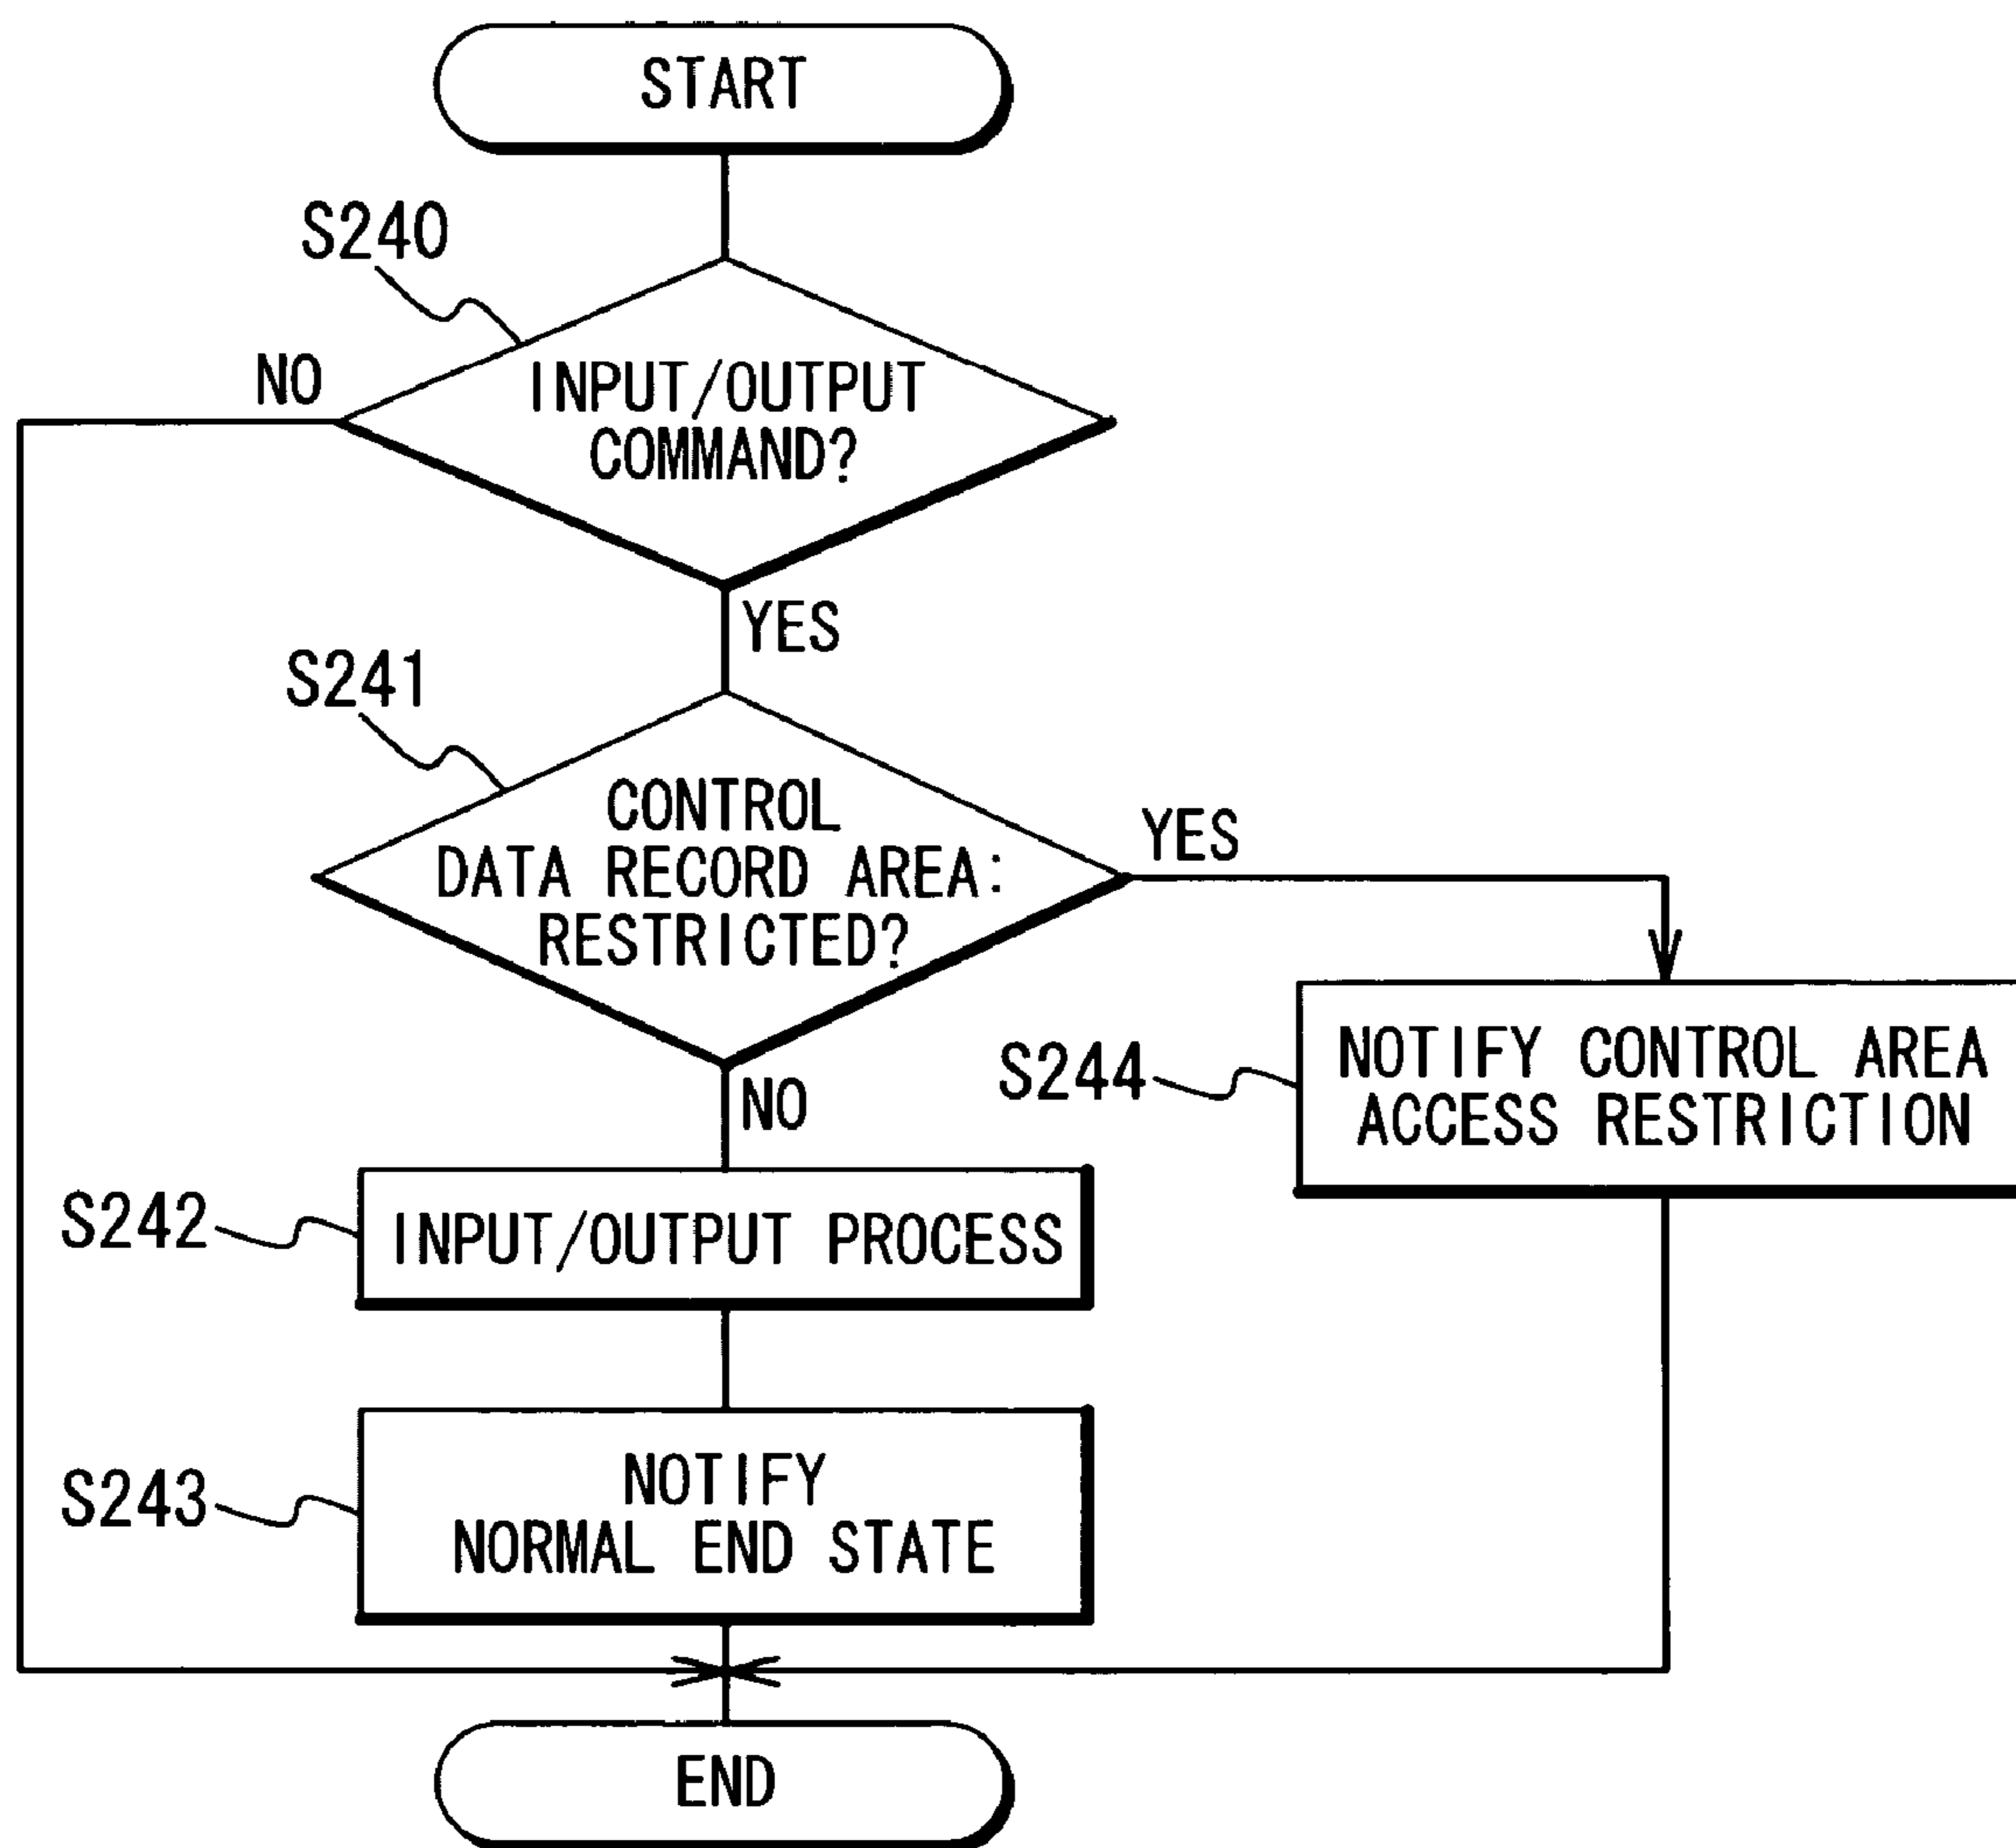 START
S240
NO
INPUT/OUTPUT
COMMAND?
YES
S241
CONTROL
DATA RECORD AREA:
RESTRICTED?
YES
S244
NOTIFY CONTROL AREA
ACCESS RESTRICTION
NO
S242
INPUT/OUTPUT PROCESS
S243
NOTIFY
NORMAL END STATE
END